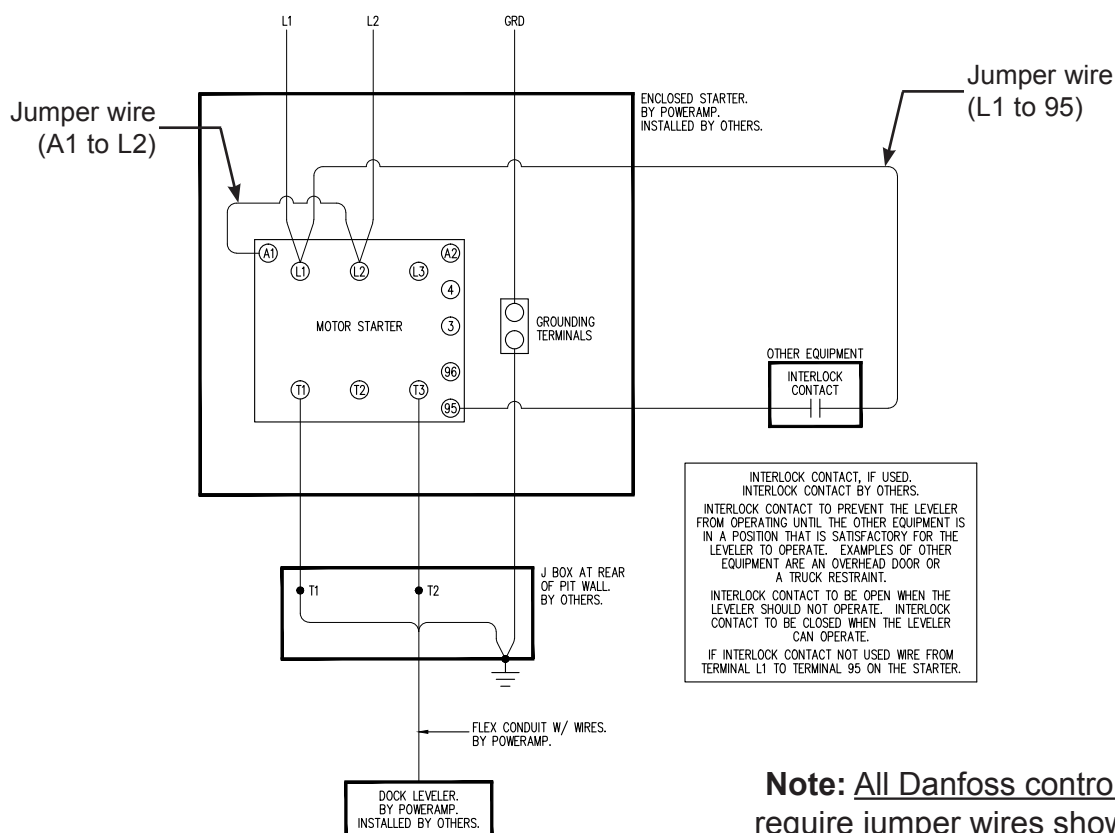 L1
L2
GRD
Jumper wire
(L1 to 95)
Jumper wire
(A1 to L2)
ENCLOSED STARTER.
BY POWERAMP.
INSTALLED BY OTHERS.
A1
L1
L2
L3
A2
4
3
96
95
MOTOR STARTER
T1
T2
T3
GROUNDING
TERMINALS
OTHER EQUIPMENT
INTERLOCK
CONTACT
INTERLOCK CONTACT, IF USED.
INTERLOCK CONTACT BY OTHERS.
INTERLOCK CONTACT TO PREVENT THE LEVELER
FROM OPERATING UNTIL THE OTHER EQUIPMENT IS
IN A POSITION THAT IS SATISFACTORY FOR THE
LEVELER TO OPERATE. EXAMPLES OF OTHER
EQUIPMENT ARE AN OVERHEAD DOOR OR
A TRUCK RESTRAINT.
INTERLOCK CONTACT TO BE OPEN WHEN THE
LEVELER SHOULD NOT OPERATE. INTERLOCK
CONTACT TO BE CLOSED WHEN THE LEVELER
CAN OPERATE.
IF INTERLOCK CONTACT NOT USED WIRE FROM
TERMINAL L1 TO TERMINAL 95 ON THE STARTER.
T1
T2
J BOX AT REAR
OF PIT WALL.
BY OTHERS.
FLEX CONDUIT W/ WIRES.
BY POWERAMP.
DOCK LEVELER.
BY POWERAMP.
INSTALLED BY OTHERS.
Note: All Danfoss
require jumper wires